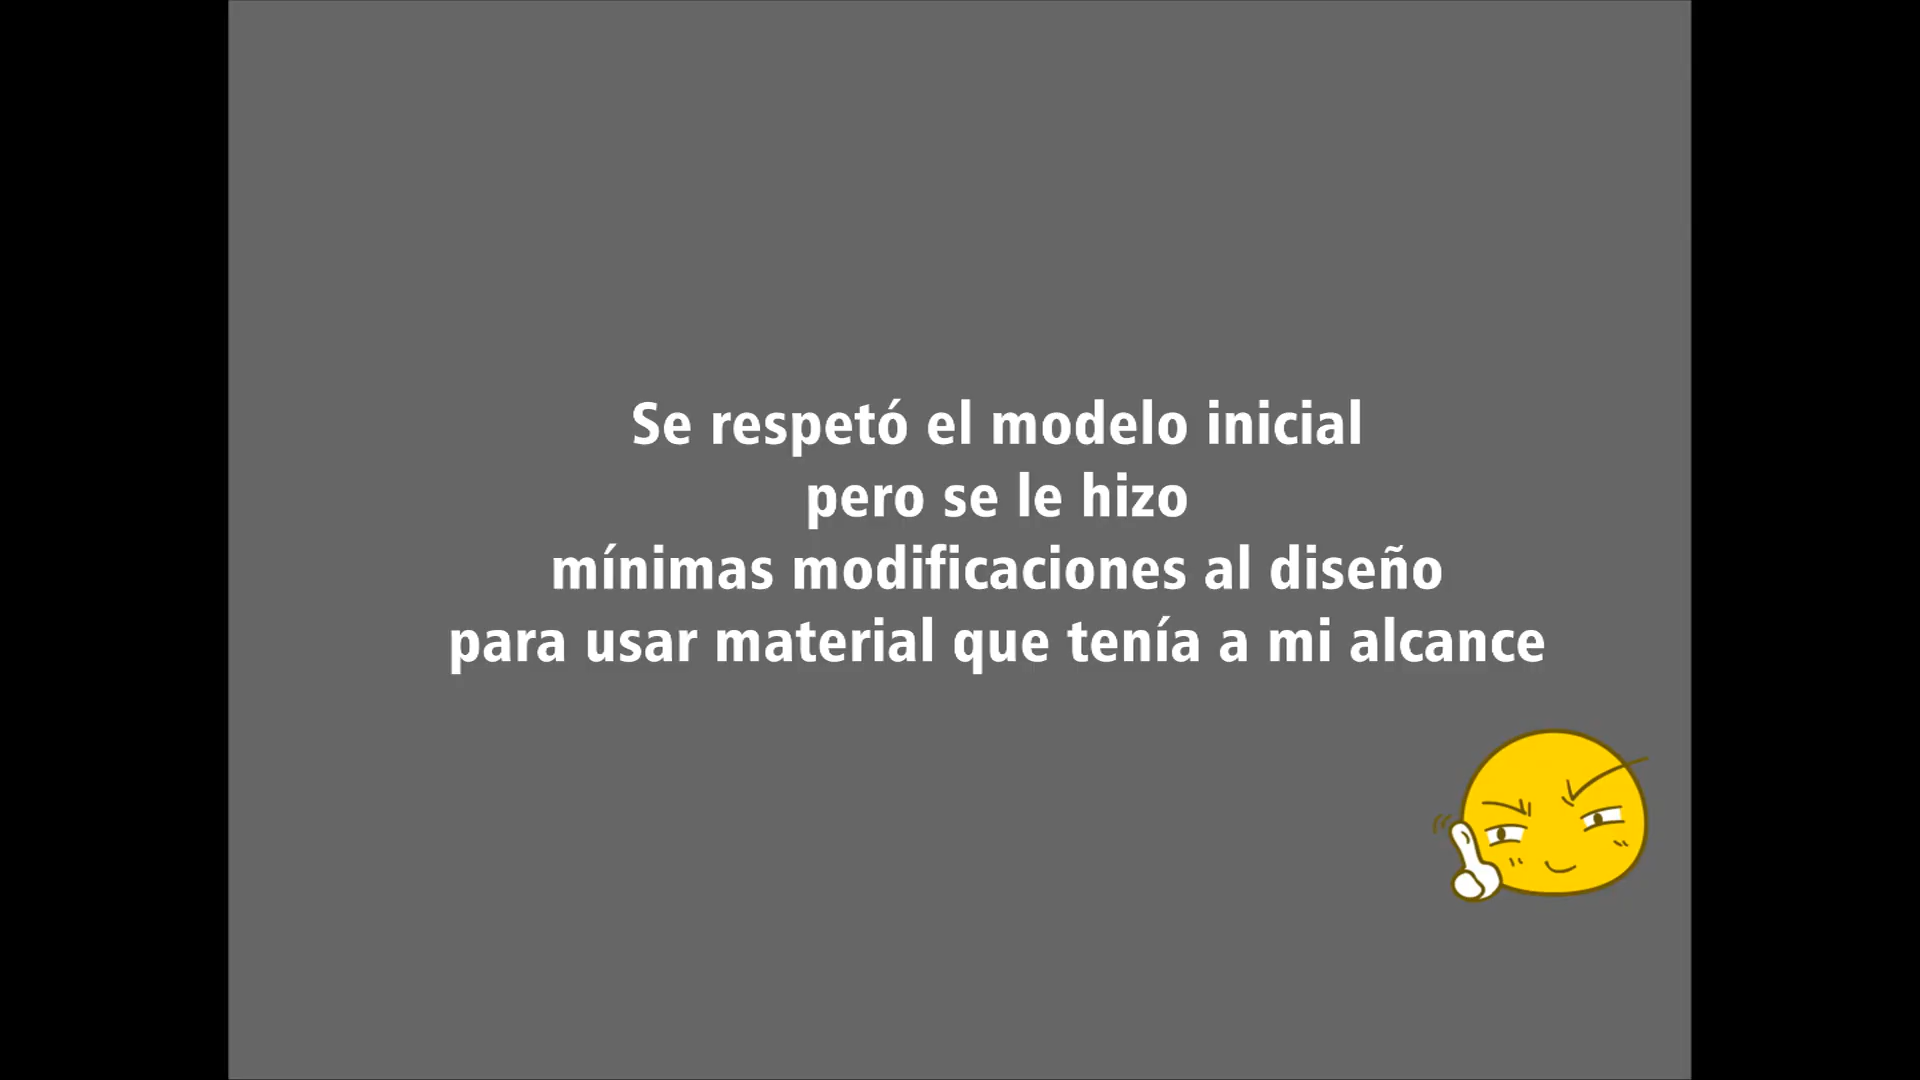 Se respetó el modelo inicial
pero se le hizo
mínimas modificaciones al diseño
para usar material que tenía a mi alcance